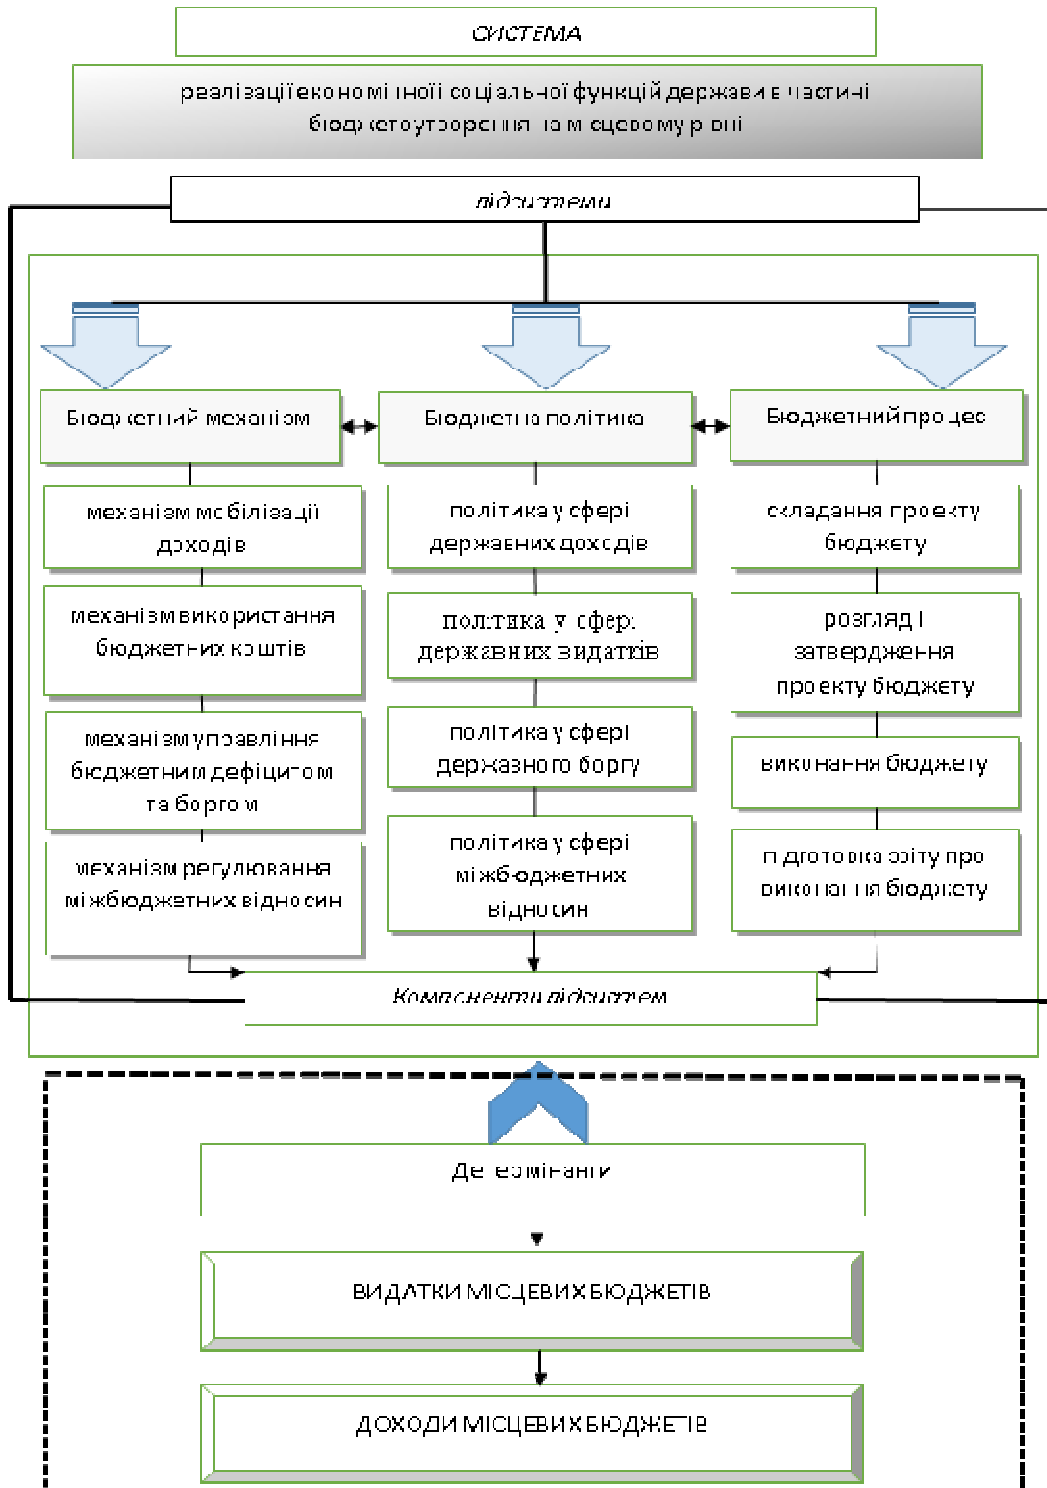 СИСТЕМА
реалізації економічної і соціальної функцій держави в частині
бюджетоутворення на місцевому рівні
підсистеми
Бюджетний механізм
механізм мобілізації
доходів
механізм використання
бюджетних коштів
механізм управління
бюджетним дефіцитом
та боргом
механізм регулювання
міжбюджетних відносин
Бюджетна політика
політика у сфері
державних доходів
політика у сфері
державних видатків
політика у сфері
державного боргу
політика у сфері
міжбюджетних
відносин
Бюджетний процес
складання проекту
бюджету
розгляд і
затвердження
проекту бюджету
виконання бюджету
підготовка звіту про
виконання бюджету
Компоненти підсистем
Детермінанти
ВИДАТКИ МІСЦЕВИХ БЮДЖЕТІВ
ДОХОДИ МІСЦЕВИХ БЮДЖЕТІВ